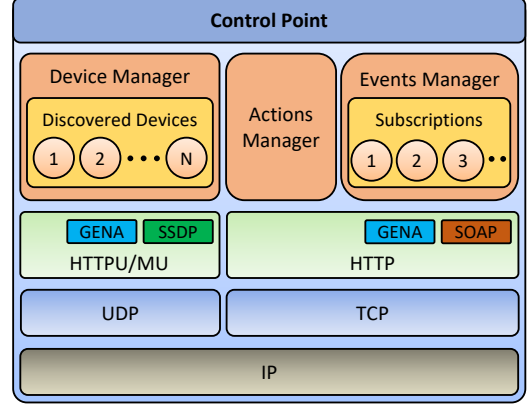 Control Point
Device Manager
Discovered Devices
1 2 ••• N
Actions
Manager
Events Manager
Subscriptions
1 2 3 ••
GENA SSDP
HTTPU/MU
GENA SOAP
HTTP
UDP
TCP
IP